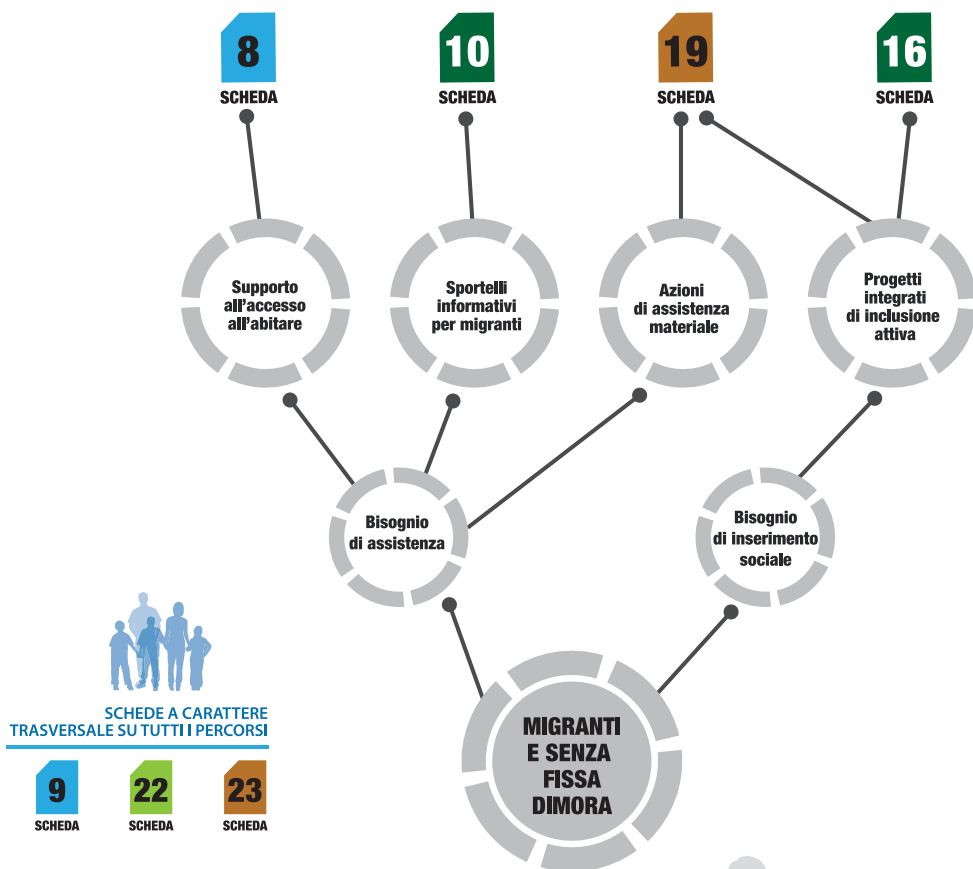 8
SCHEDA
10
SCHEDA
19
SCHEDA
16
SCHEDA
Supporto
all'accesso
all'abitare
Sportelli
informativi
per migranti
Azioni
di assistenza
materiale
Progetti
integrati
di inclusione
attiva
Bisognio
di assistenza
Bisognio
di inserimento
sociale
MIGRANTI
E SENZA
FISSA
DIMORA
SCHEDE A CARATTERE
TRASVERSALE SU TUTTI I PERCORSI
9
SCHEDA
22
SCHEDA
23
SCHEDA